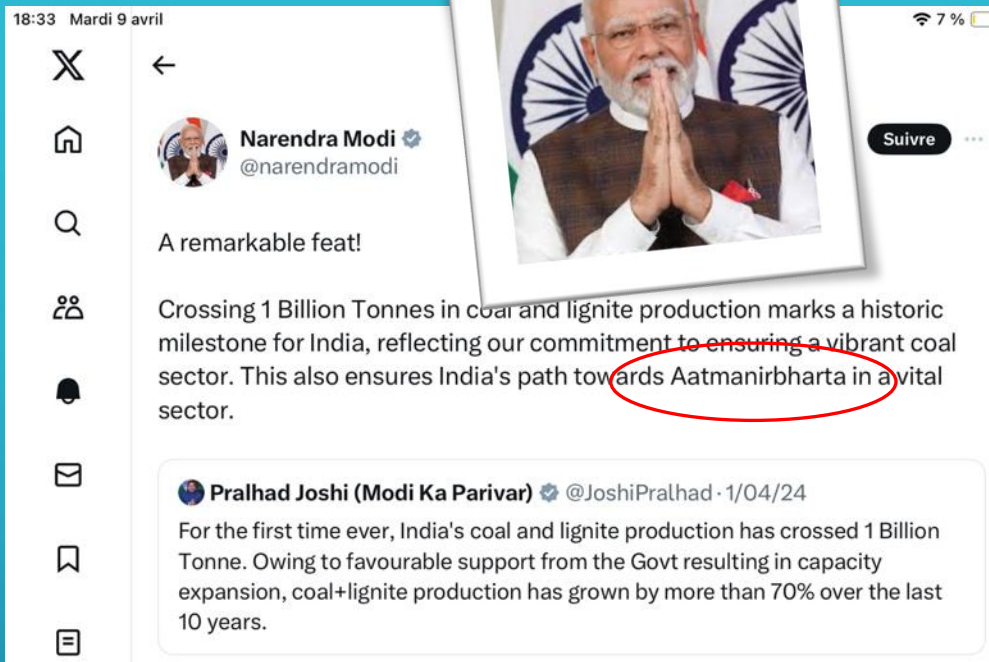 18:33 Mardi 9 avril
7 %
Narendra Modi
@narendramodi
Suivre
A remarkable feat!
Crossing 1 Billion Tonnes in coal and lignite production marks a historic
milestone for India, reflecting our commitment to ensuring a vibrant coal
sector. This also ensures India's path towards Aatmanirbharta in a vital
sector.
Pralhad Joshi (Modi Ka Parivar) @JoshiPralhad · 1/04/24
For the first time ever, India's coal and lignite production has crossed 1 Billion
Tonne. Owing to favourable support from the Govt resulting in capacity
expansion, coal+lignite production has grown by more than 70% over the last
10 years.